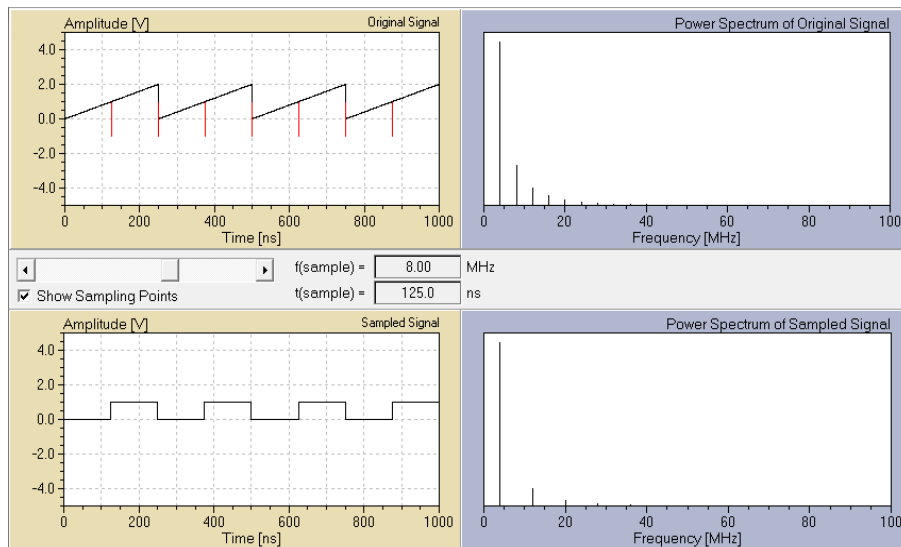 Amplitude [V]
Original Signal
4.0
2.0
0.0
-2.0
-4.0
0 200 400 600 800 1000
Time [ns]
Power Spectrum of Original Signal
0 20 40 60 80 100
Frequency [MHz]
f(sample) = 8.00 MHz
Show Sampling Points
t(sample) = 125.0 ns
Amplitude [V]
Sampled Signal
4.0
2.0
0.0
-2.0
-4.0
0 200 400 600 800 1000
Time [ns]
Power Spectrum of Sampled Signal
0 20 40 60 80 100
Frequency [MHz]